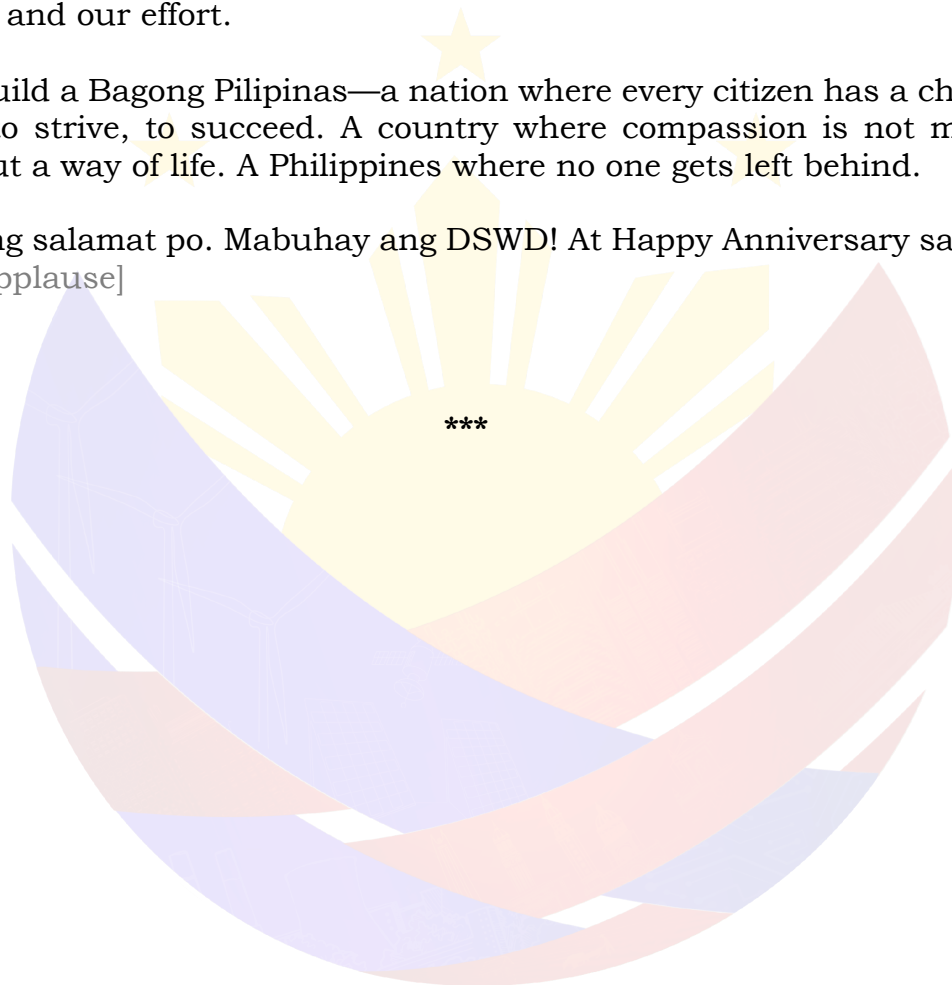 and our effort.
uild a Bagong Pilipinas—a nation where every citizen has a ch
to strive, to succeed. A country where compassion is not m
ut a way of life. A Philippines where no one gets left behind.
ng salamat po. Mabuhay ang DSWD! At Happy Anniversary sa
pplause]
***